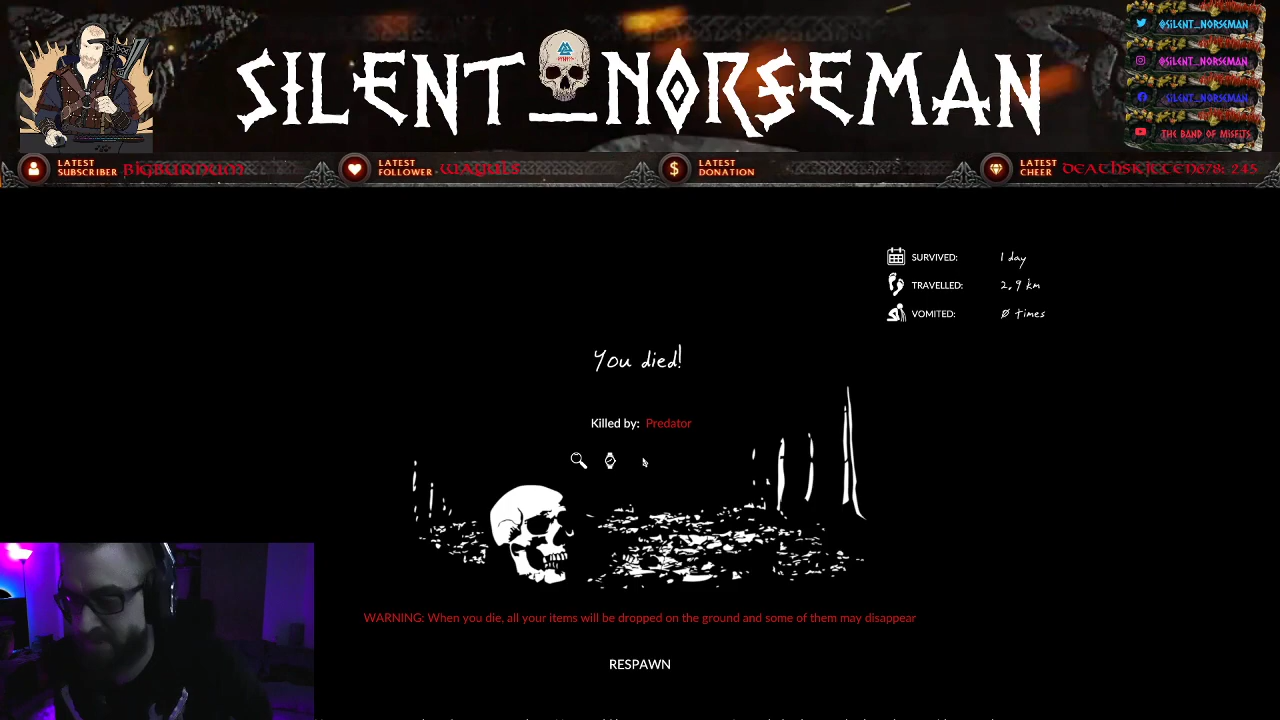 SILENT_NORSEMAN
@SILENT_NORSEMAN
@SILENT_NORSEMAN
SILENT_NORSEMAN
THE BAND OF MISFITS
LATEST SUBSCRIBER
LATEST FOLLOWER
LATEST DONATION
LATEST CHEER
SURVIVED: 1 day
TRAVELLED: 2,9 km
VOMITED: 0 times
You died!
Killed by: Predator
WARNING: When you die, all your items will be dropped on the ground and some of them may disappear
RESPAWN